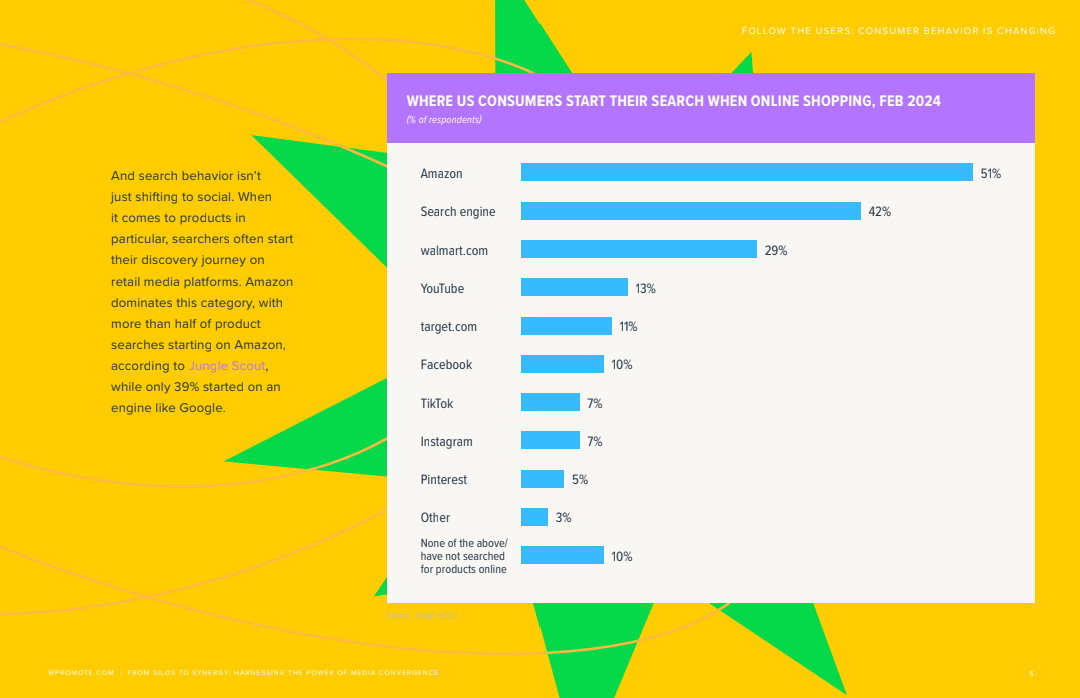 FOLLOW THE USERS: CONSUMER BEHAVIOR IS CHANGING
And search behavior isn't
just shifting to social. When
it comes to products in
particular, searchers often start
their discovery journey on
retail media platforms. Amazon
dominates this category, with
more than half of product
searches starting on Amazon,
according to Jungle Scout,
while only 39% started on an
engine like Google.
WHERE US CONSUMERS START THEIR SEARCH WHEN ONLINE SHOPPING, FEB 2024
(% of respondents)
Amazon 51%
Search engine 42%
walmart.com 29%
YouTube 13%
target.com 11%
Facebook 10%
TikTok 7%
Instagram 7%
Pinterest 5%
Other 3%
None of the above/
have not searched
for products online 10%
WPROMOTE.COM | FROM SILOS TO SYNERGY: HARNESSING THE POWER OF MEDIA CONVERGENCE
5